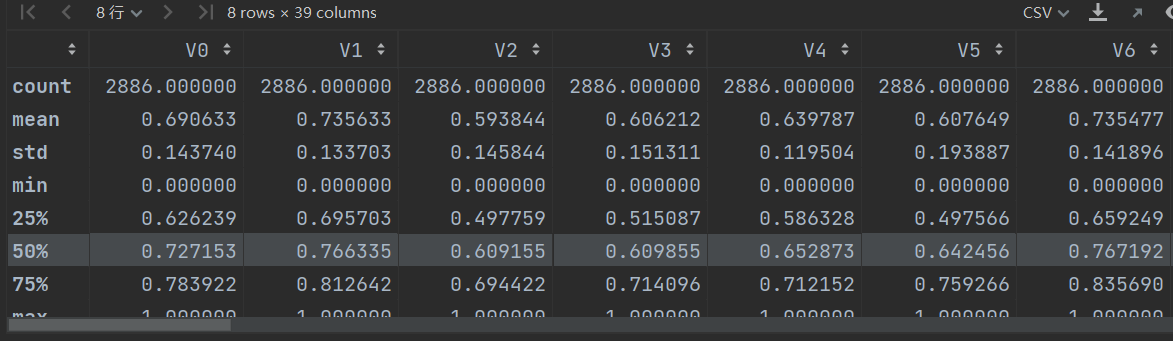 8 行 8 rows × 39 columns CSV
V0 V1 V2 V3 V4 V5 V6
count 2886.000000 2886.000000 2886.000000 2886.000000 2886.000000 2886.000000 2886.000000
mean 0.690633 0.735633 0.593844 0.606212 0.639787 0.607649 0.735477
std 0.143740 0.133703 0.145844 0.151311 0.119504 0.193887 0.141896
min 0.000000 0.000000 0.000000 0.000000 0.000000 0.000000 0.000000
25% 0.626239 0.695703 0.497759 0.515087 0.586328 0.497566 0.659249
50% 0.727153 0.766335 0.609155 0.609855 0.652873 0.642456 0.767192
75% 0.783922 0.812642 0.694422 0.714096 0.712152 0.759266 0.835690
max 1.000000 1.000000 1.000000 1.000000 1.000000 1.000000 1.000000